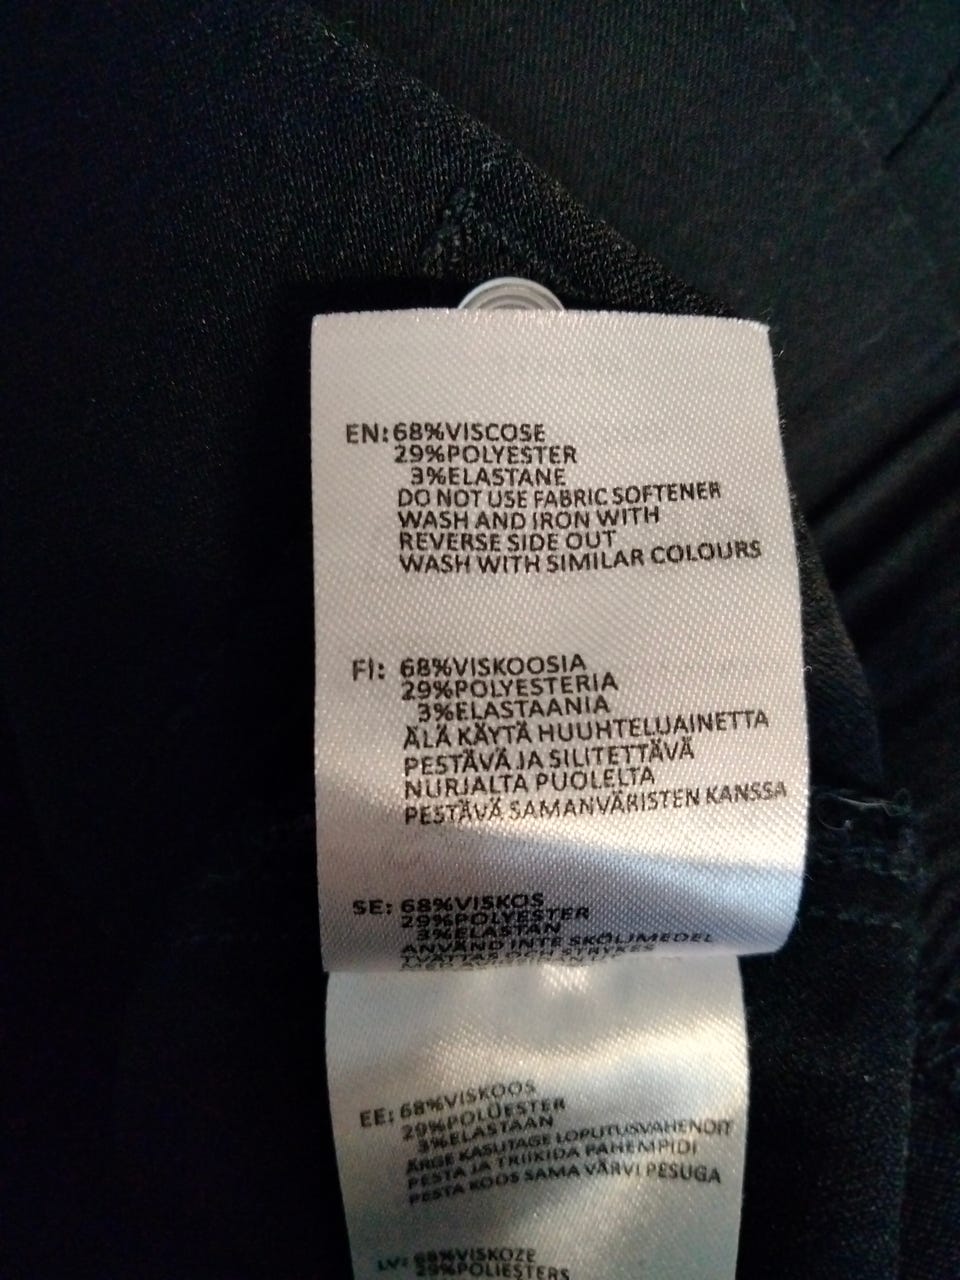 EN: 68%VISCOSE
29%POLYESTER
3%ELASTANE
DO NOT USE FABRIC SOFTENER
WASH AND IRON WITH
REVERSE SIDE OUT
WASH WITH SIMILAR COLOURS
FI: 68%VISKOOSIA
29%POLYESTERIA
3%ELASTAANIA
ÄLÄ KÄYTÄ HUUHTELUAINETTA
PESTÄVÄ JA SILITETTÄVÄ
NURJALTA PUOLELTA
PESTÄVÄ SAMANVÄRISTEN KANSSA
SE: 68%VISKOS
29%POLYESTER
3%ELASTAN
ANVÄND INTE SKÖLJMEDEL
TVÄTTAS OCH STRYKES
EE: 68%VISKOOS
29%POLÜESTER
3%ELASTAAN
ÄRGE KASUTAGE LOPUTUSVAHENDIT
PESTA JA TRIIKIDA PAHEMPIDI
PESTA KOOS SAMA VÄRVI PESUGA
LV: 68%VISKOZE
29%POLIESTERS